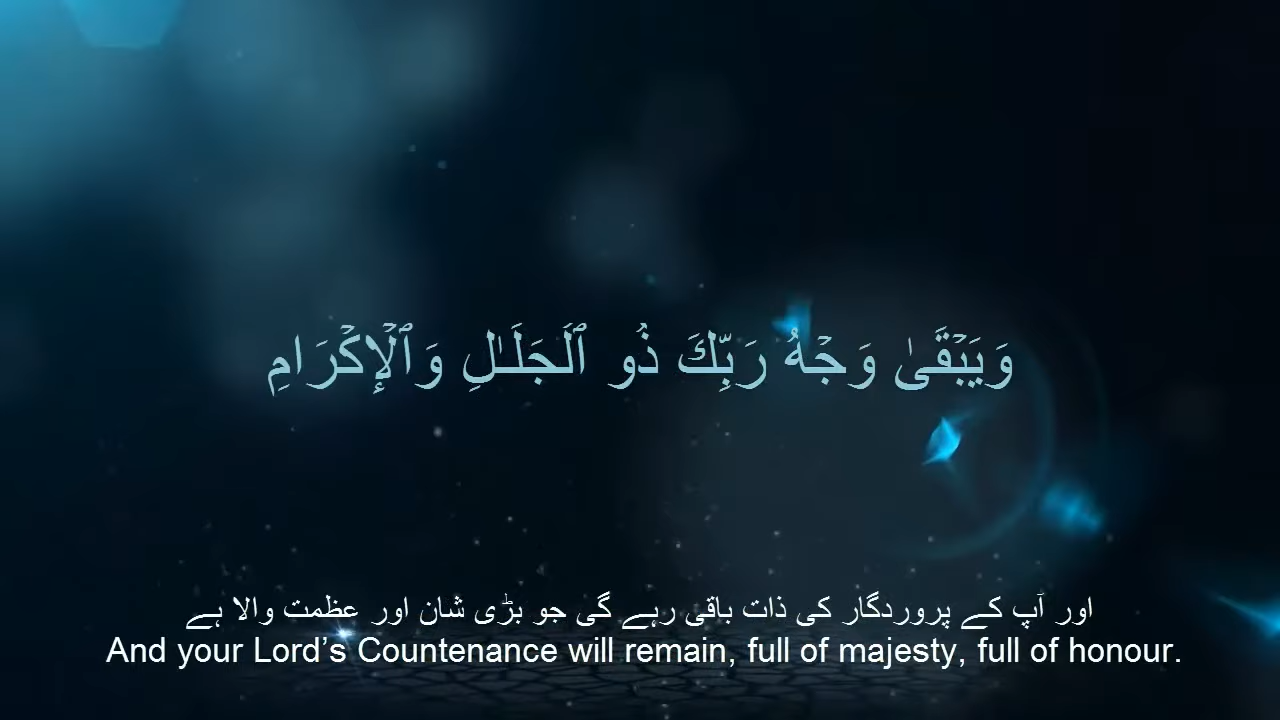 وَيَبْقَىٰ وَجْهُ رَبِّكَ ذُو ٱلْجَلَـٰلِ وَٱلْإِكْرَامِ
اور آپ کے پروردگار کی ذات باقی رہے گی جو بڑی شان اور عظمت والا ہے
And your Lord’s Countenance will remain, full of majesty, full of honour.